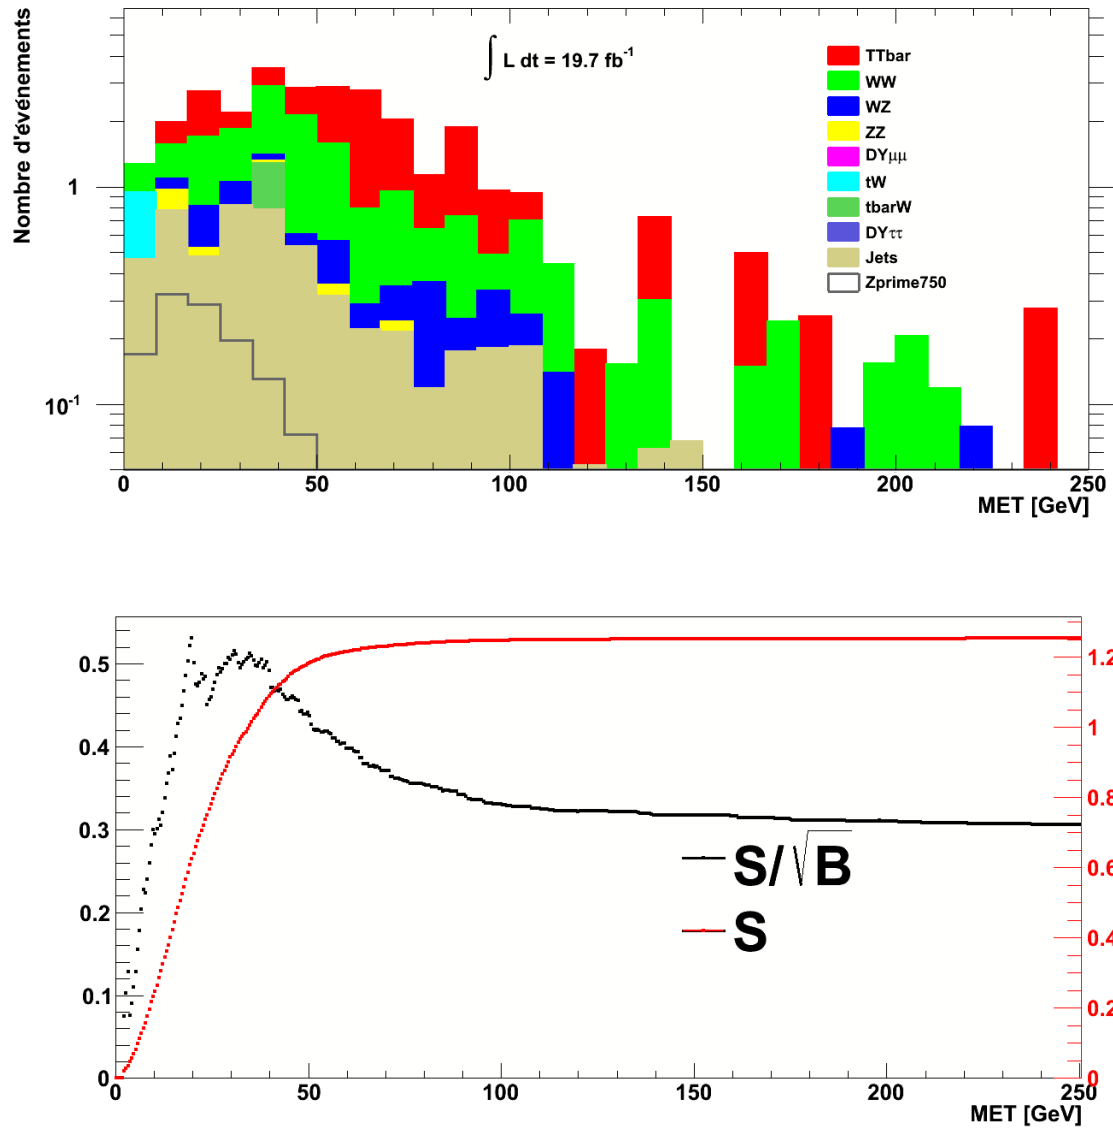 Nombre d'événements
∫ L dt = 19.7 fb⁻¹
TTbar
WW
WZ
ZZ
DYμμ
tW
tbarW
DYττ
Jets
Zprime750
1
10⁻¹
0 50 100 150 200 250
MET [GeV]
0.5
0.4
0.3
0.2
0.1
0
1.2
1
0.8
0.6
0.4
0.2
0
S/√B
S
0 50 100 150 200 250
MET [GeV]